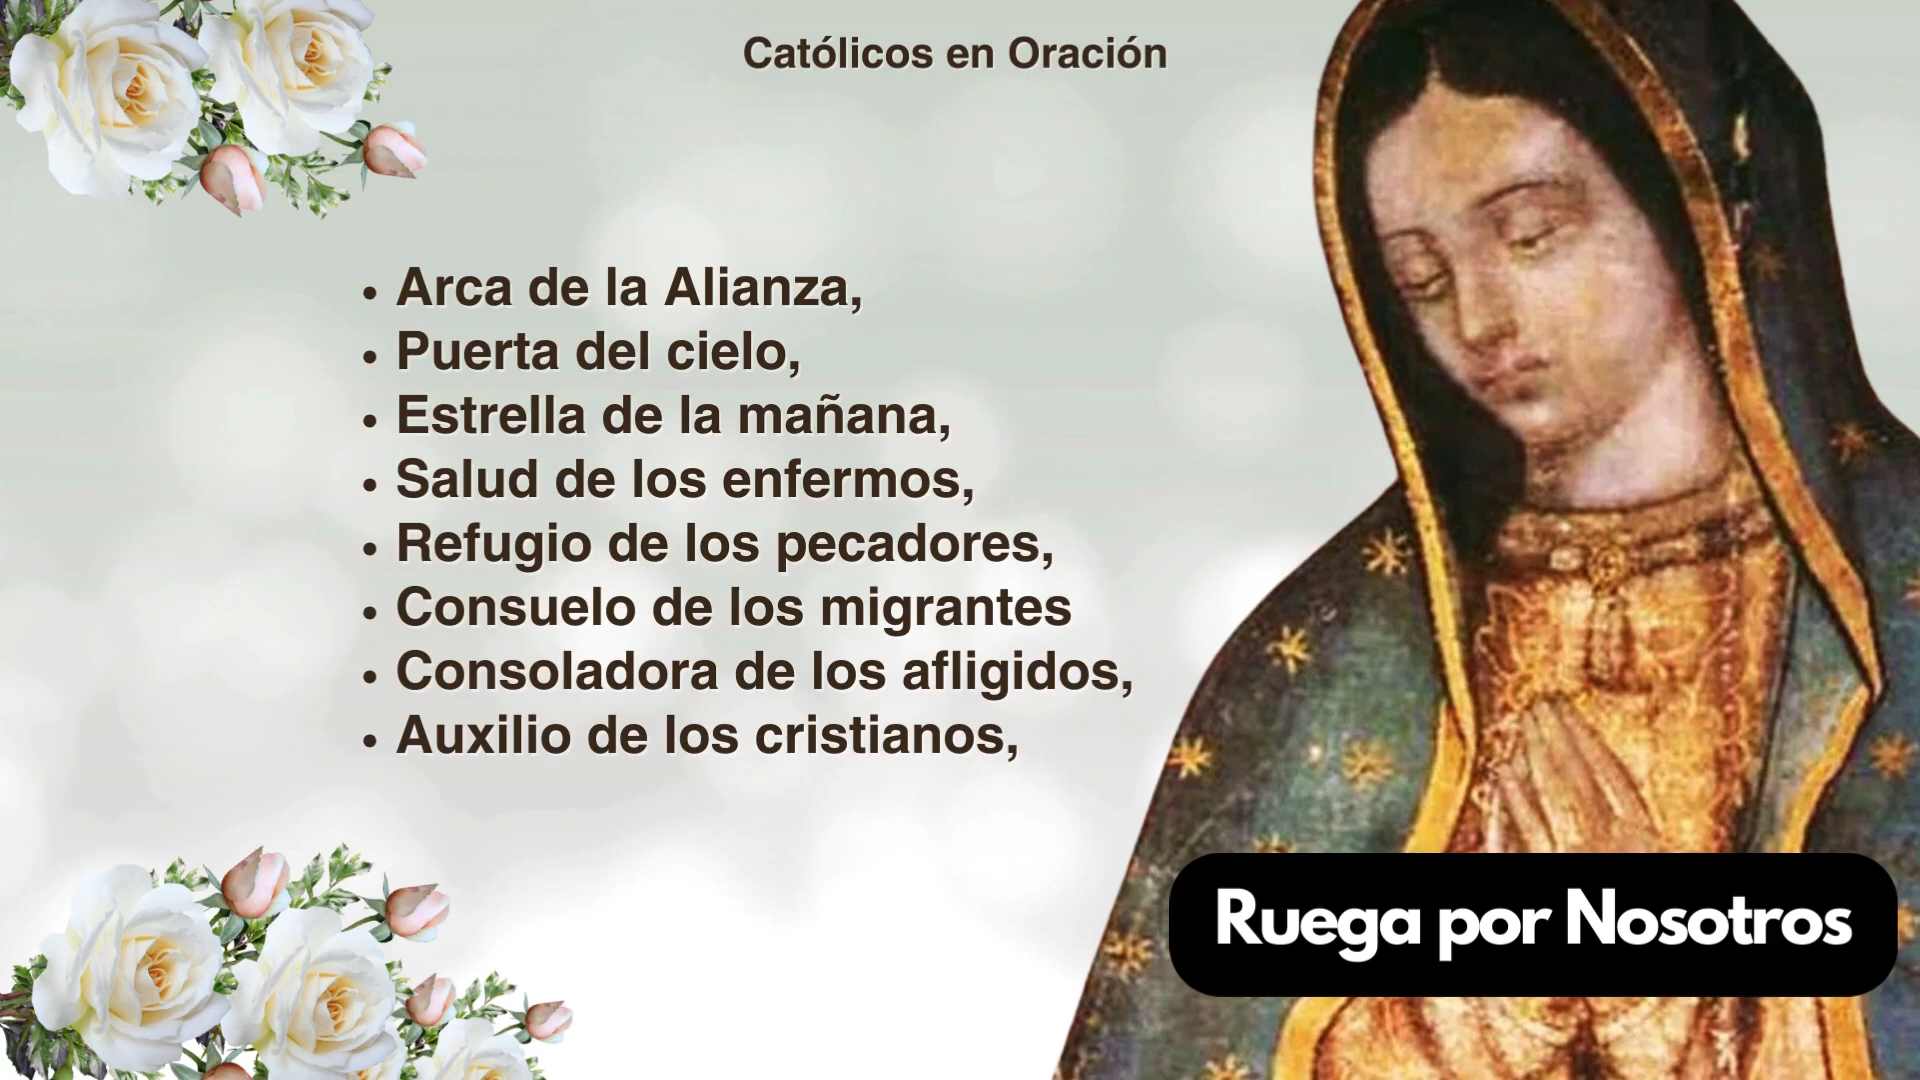 Católicos en Oración
• Arca de la Alianza,
• Puerta del cielo,
• Estrella de la mañana,
• Salud de los enfermos,
• Refugio de los pecadores,
• Consuelo de los migrantes
• Consoladora de los afligidos,
• Auxilio de los cristianos,
Ruega por Nosotros